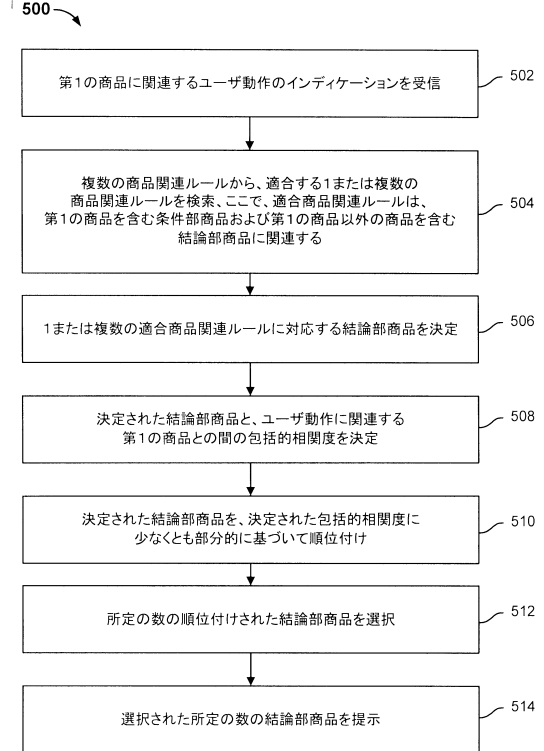 500
第1の商品に関連するユーザ動作のインディケーションを受信
502
複数の商品関連ルールから、適合する1または複数の
商品関連ルールを検索、ここで、適合商品関連ルールは、
第1の商品を含む条件部商品および第1の商品以外の商品を含む
結論部商品に関連する
504
1または複数の適合商品関連ルールに対応する結論部商品を決定
506
決定された結論部商品と、ユーザ動作に関連する
第1の商品との間の包括的相関度を決定
508
決定された結論部商品を、決定された包括的相関度に
少なくとも部分的に基づいて順位付け
510
所定の数の順位付けされた結論部商品を選択
512
選択された所定の数の結論部商品を提示
514